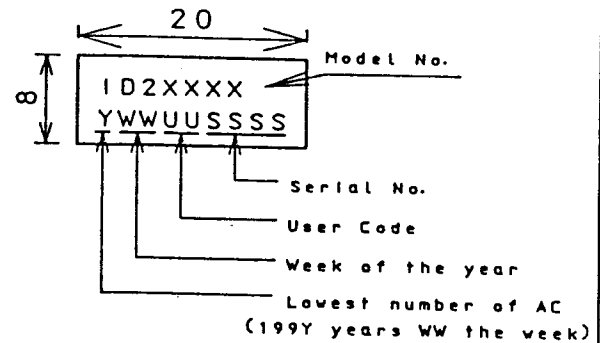 20
Model No.
8
ID2XXXX
YWWUUSSSS
Serial No.
User Code
Week of the year
Lowest number of AC
(199Y years WW the week)